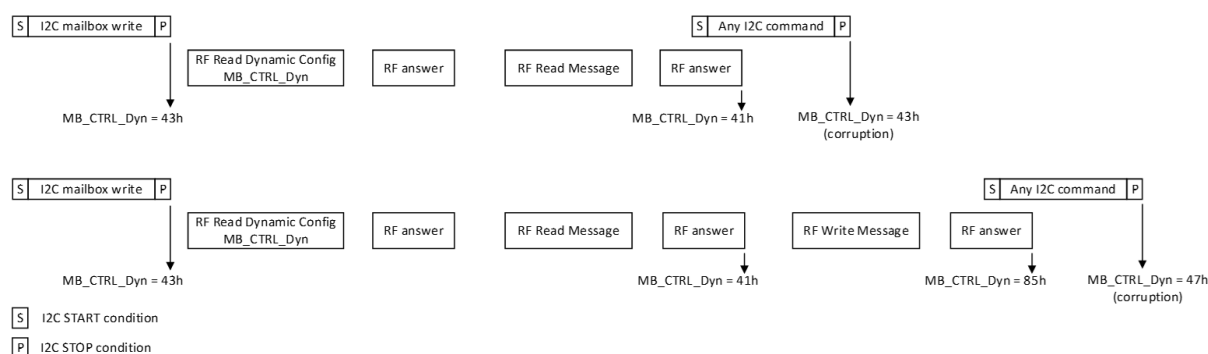 S I2C mailbox write P S Any I2C command P
RF Read Dynamic Config
MB_CTRL_Dyn RF answer RF Read Message RF answer
MB_CTRL_Dyn = 43h MB_CTRL_Dyn = 41h MB_CTRL_Dyn = 43h
(corruption)
S I2C mailbox write P S Any I2C command P
RF Read Dynamic Config
MB_CTRL_Dyn RF answer RF Read Message RF answer RF Write Message RF answer
MB_CTRL_Dyn = 43h MB_CTRL_Dyn = 41h MB_CTRL_Dyn = 85h MB_CTRL_Dyn = 47h
(corruption)
S I2C START condition
P I2C STOP condition